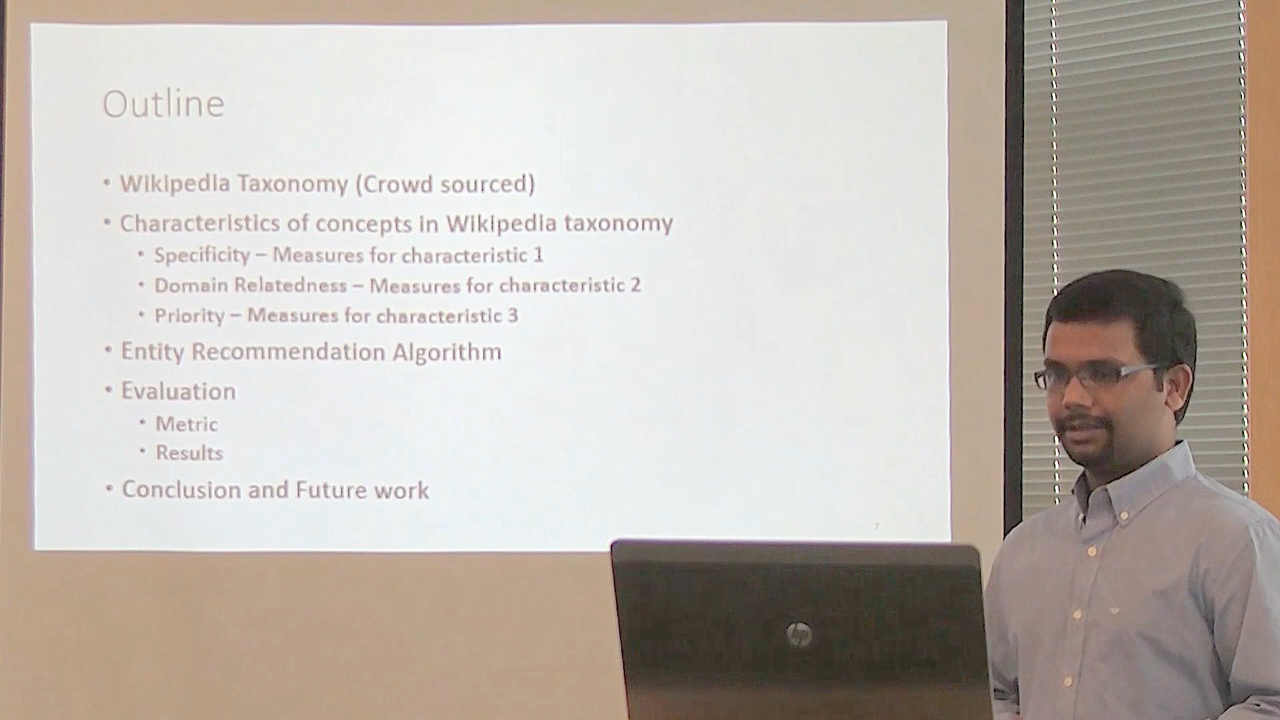 Outline
• Wikipedia Taxonomy (Crowd sourced)
• Characteristics of concepts in Wikipedia taxonomy
• Specificity – Measures for characteristic 1
• Domain Relatedness – Measures for characteristic 2
• Priority – Measures for characteristic 3
• Entity Recommendation Algorithm
• Evaluation
• Metric
• Results
• Conclusion and Future work
7
hp